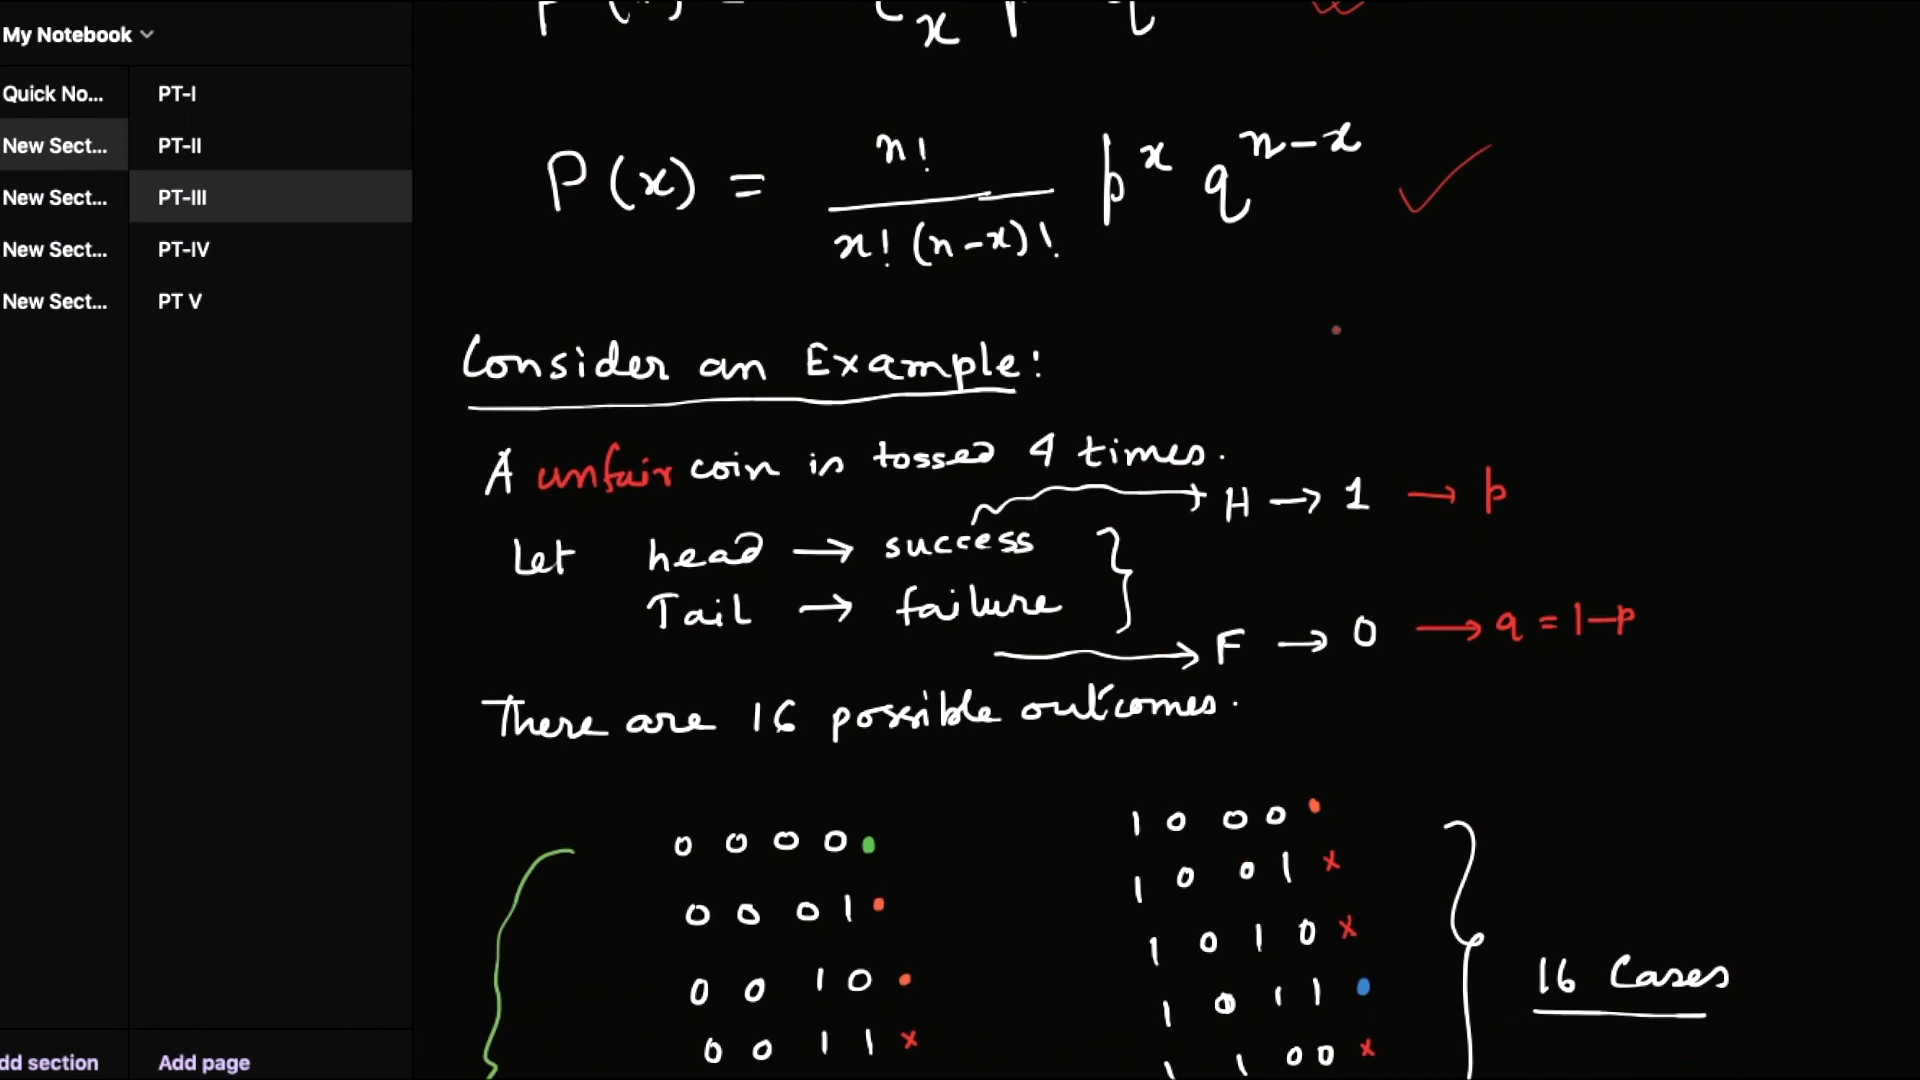 My Notebook
Quick No... PT-I
New Sect... PT-II
New Sect... PT-III
New Sect... PT-IV
New Sect... PT V
P(x) = n! / x! (n-x)! p^x q^n-x ✓
Consider an Example:
A unfair coin is tossed 4 times.
H → 1 → p
Let head → success
Tail → failure
F → 0 → q = 1-p
There are 16 possible outcomes.
0 0 0 0 1 0 0 0
0 0 0 1 1 0 0 1 x
0 0 1 0 1 0 1 0 x
0 0 1 1 x 1 0 1 1
1 1 0 0 x
16 Cases
dd section Add page